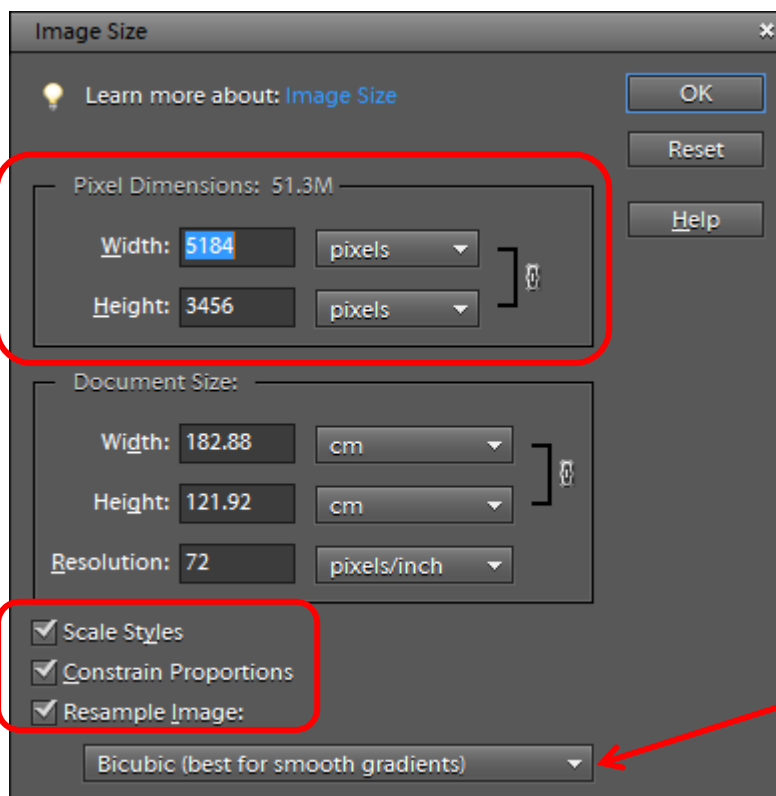 Image Size
Learn more about: Image Size
OK
Reset
Help
Pixel Dimensions: 51.3M
Width: 5184 pixels
Height: 3456 pixels
Document Size:
Width: 182.88 cm
Height: 121.92 cm
Resolution: 72 pixels/inch
Scale Styles
Constrain Proportions
Resample Image:
Bicubic (best for smooth gradients)